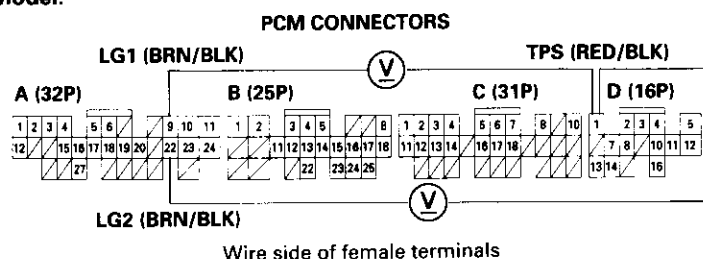 PCM CONNECTORS
LG1 (BRN/BLK)
TPS (RED/BLK)
V
A (32P)
B (25P)
C (31P)
D (16P)
1 2 3 4 5 6 9 10 11
12 15 16 17 18 19 20 22 23 24
27
1 2 3 4 5 8
11 12 13 14 15 16 17 18
22 23 24 25
1 2 3 4 5 6 7 8 10
11 12 13 14 16 17 18
1 2 3 4 5
7 8 10 11 12
13 14 16
V
LG2 (BRN/BLK)
Wire side of female terminals